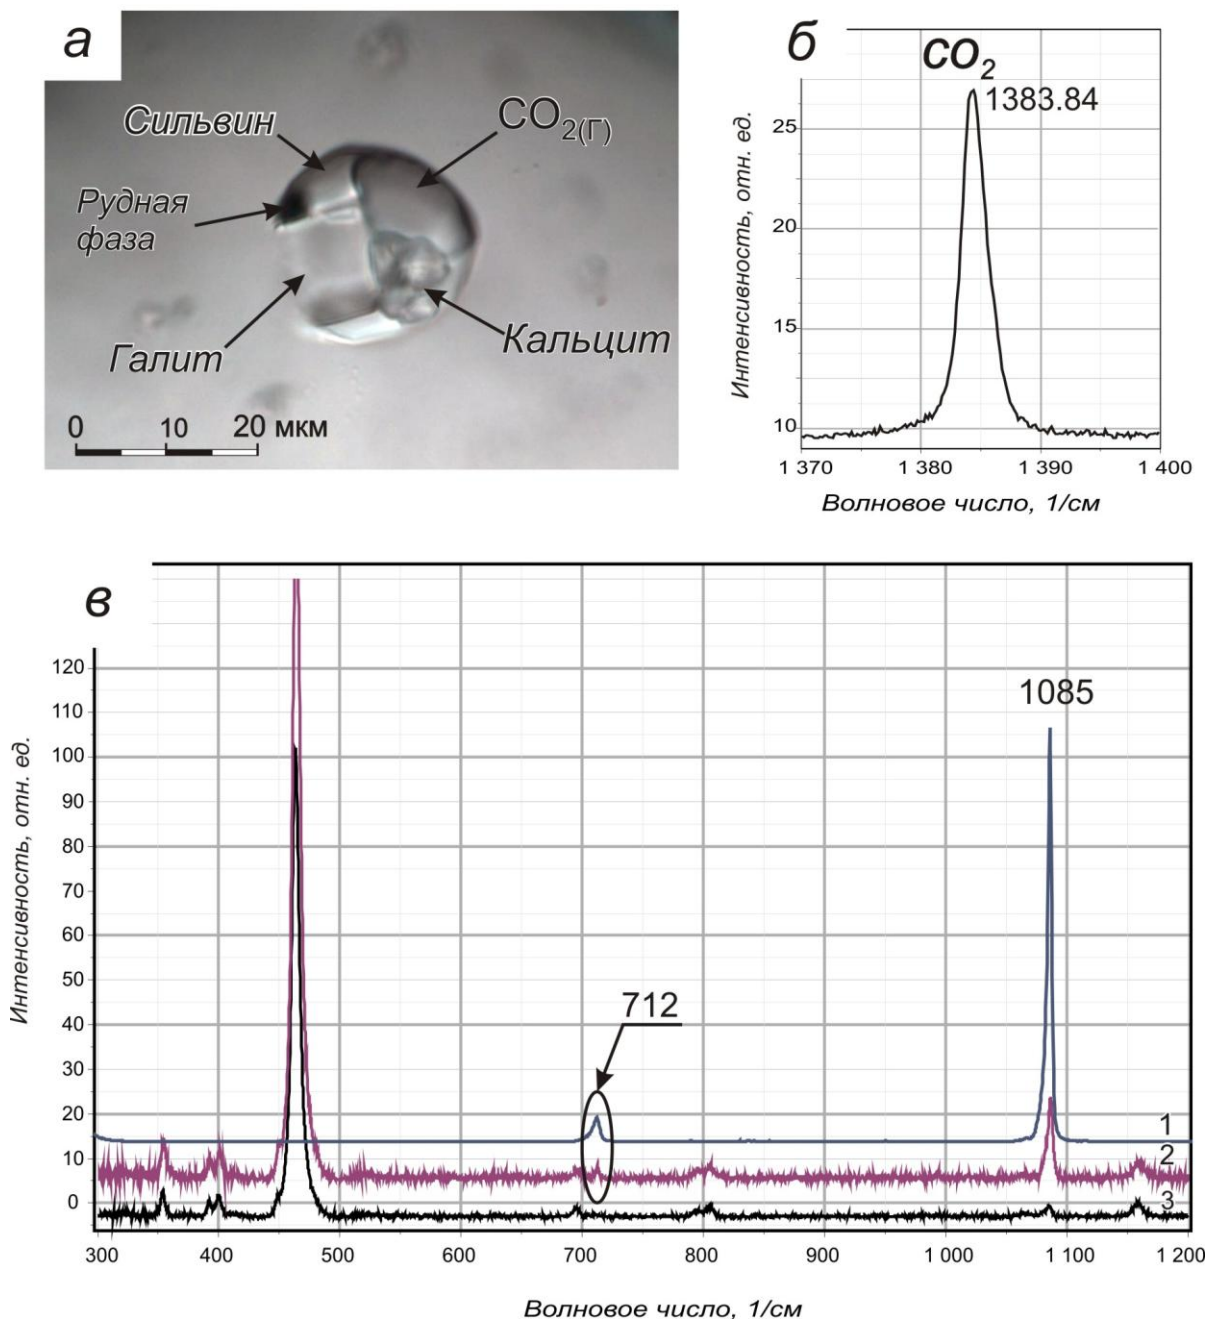 а
Сильвин
CO2(Г)
Рудная
фаза
Галит
Кальцит
0 10 20 мкм
б
CO2
1383.84
Интенсивность, отн. ед.
25
20
15
10
1 370 1 380 1 390 1 400
Волновое число, 1/см
в
Интенсивность, отн. ед.
120
110
100
90
80
70
60
50
40
30
20
10
0
1085
712
1
2
3
300 400 500 600 700 800 900 1 000 1 100 1 200
Волновое число, 1/см